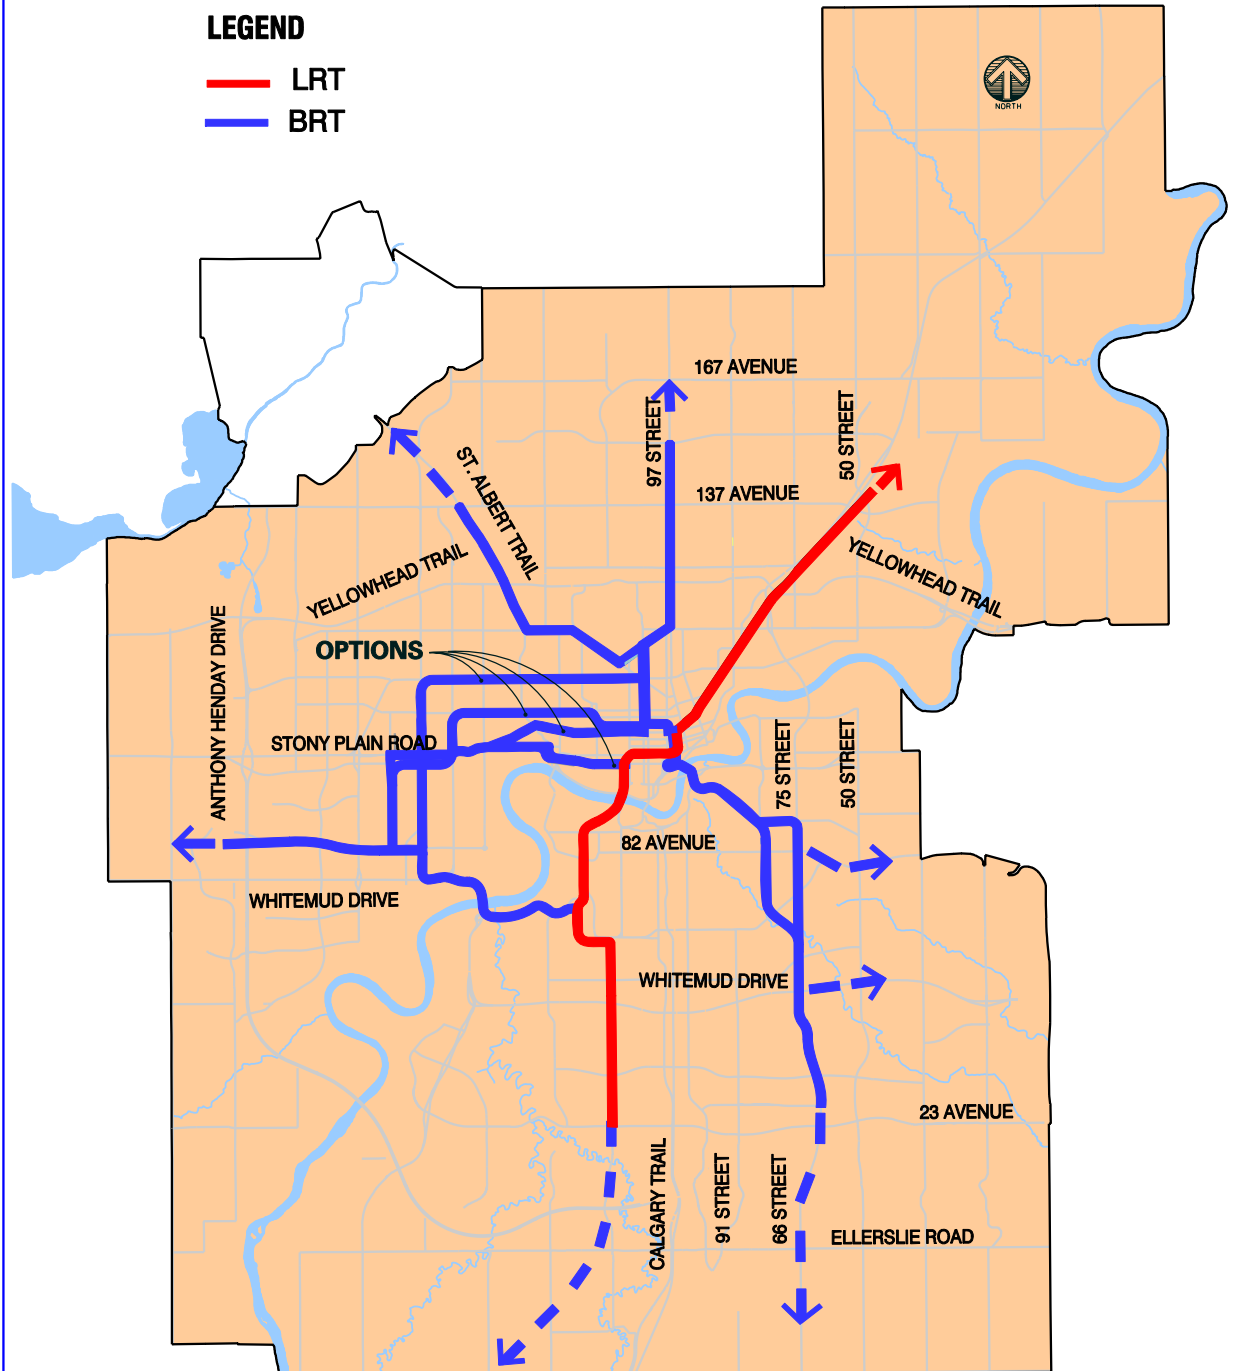 LEGEND
LRT
BRT
NORTH
167 AVENUE
97 STREET
50 STREET
ST. ALBERT TRAIL
137 AVENUE
YELLOWHEAD TRAIL
YELLOWHEAD TRAIL
ANTHONY HENDAY DRIVE
OPTIONS
STONY PLAIN ROAD
75 STREET
50 STREET
82 AVENUE
WHITEMUD DRIVE
WHITEMUD DRIVE
23 AVENUE
CALGARY TRAIL
91 STREET
66 STREET
ELLERSLIE ROAD